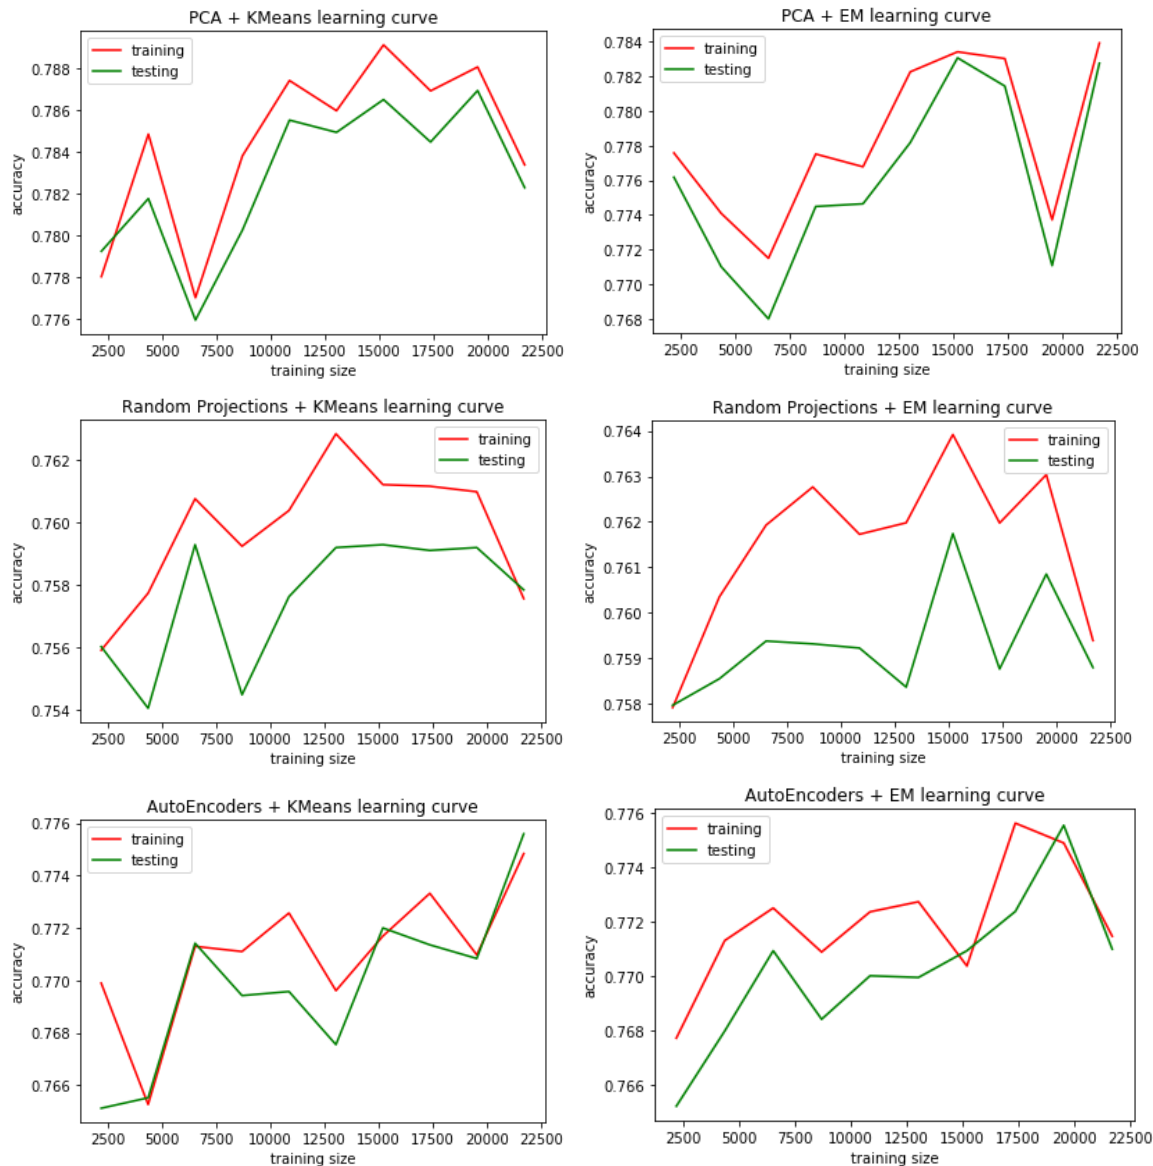 PCA + KMeans learning curve
training
testing
0.788
0.786
0.784
0.782
0.780
0.778
0.776
accuracy
2500 5000 7500 10000 12500 15000 17500 20000 22500
training size
PCA + EM learning curve
training
testing
0.784
0.782
0.780
0.778
0.776
0.774
0.772
0.770
0.768
accuracy
2500 5000 7500 10000 12500 15000 17500 20000 22500
training size
Random Projections + KMeans learning curve
training
testing
0.762
0.760
0.758
0.756
0.754
accuracy
2500 5000 7500 10000 12500 15000 17500 20000 22500
training size
Random Projections + EM learning curve
training
testing
0.764
0.763
0.762
0.761
0.760
0.759
0.758
accuracy
2500 5000 7500 10000 12500 15000 17500 20000 22500
training size
AutoEncoders + KMeans learning curve
training
testing
0.776
0.774
0.772
0.770
0.768
0.766
accuracy
2500 5000 7500 10000 12500 15000 17500 20000 22500
training size
AutoEncoders + EM learning curve
training
testing
0.776
0.774
0.772
0.770
0.768
0.766
accuracy
2500 5000 7500 10000 12500 15000 17500 20000 22500
training size